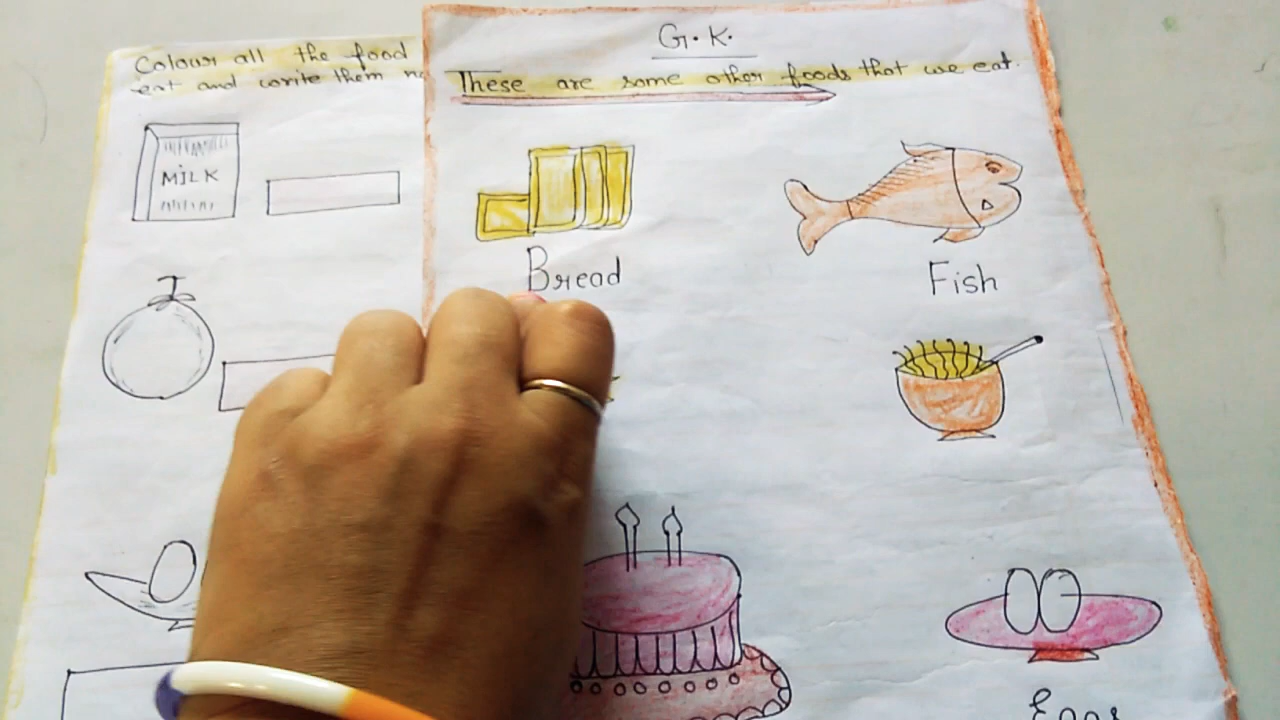 Colour all the food
eat and write them
MILK
G.K.
These are some other foods that we eat.
Bread
Fish
Eggs